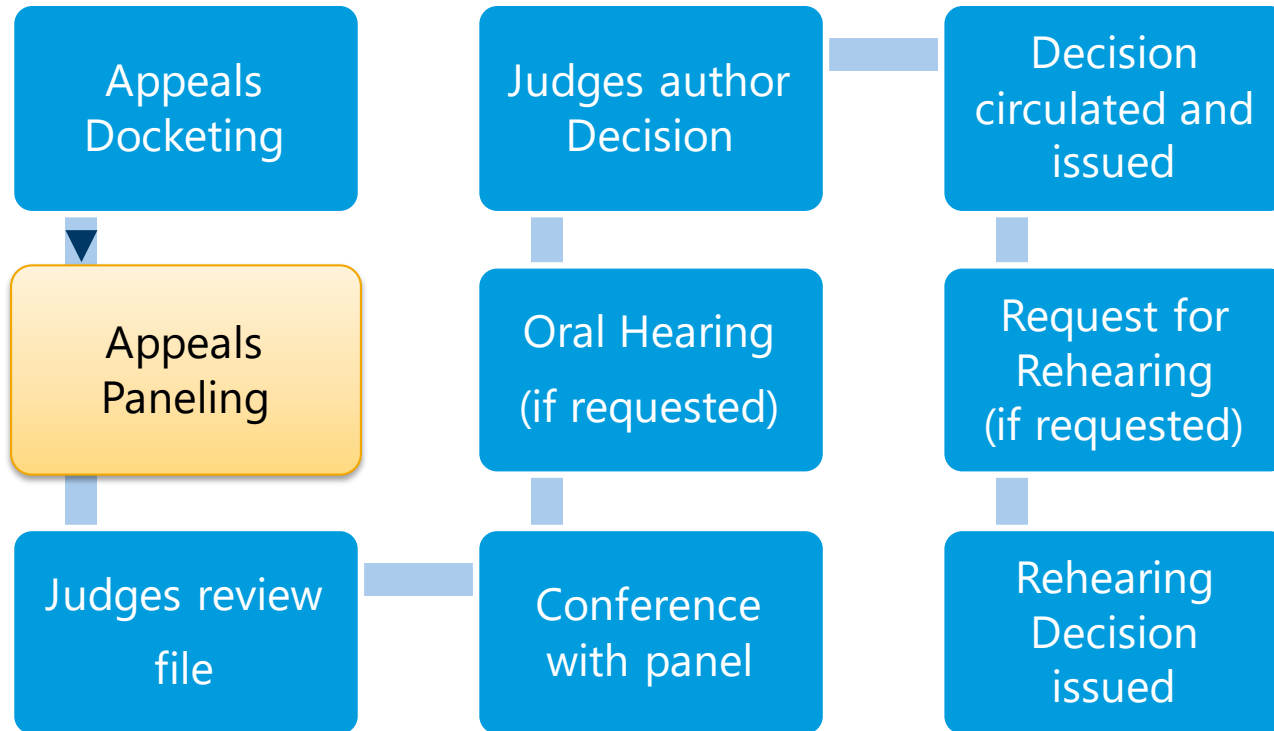 Appeals
Docketing
Appeals
Paneling
Judges review
file
Conference
with panel
Oral Hearing
(if requested)
Judges author
Decision
Decision
circulated and
issued
Request for
Rehearing
(if requested)
Rehearing
Decision
issued